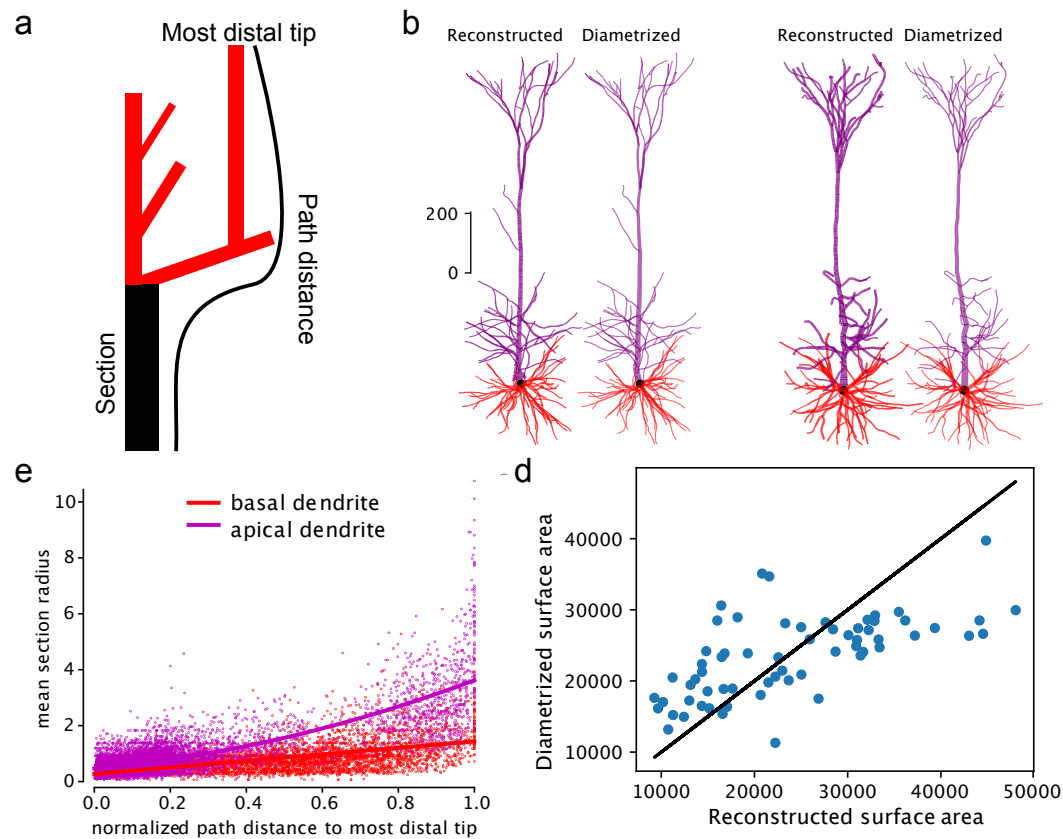 a
Most distal tip
Path distance
Section
b
Reconstructed Diametrized
Reconstructed Diametrized
200
0
e
basal dendrite
apical dendrite
mean section radius
10
8
6
4
2
0
0.0 0.2 0.4 0.6 0.8 1.0
normalized path distance to most distal tip
d
Diametrized surface area
40000
30000
20000
10000
10000 20000 30000 40000 50000
Reconstructed surface area